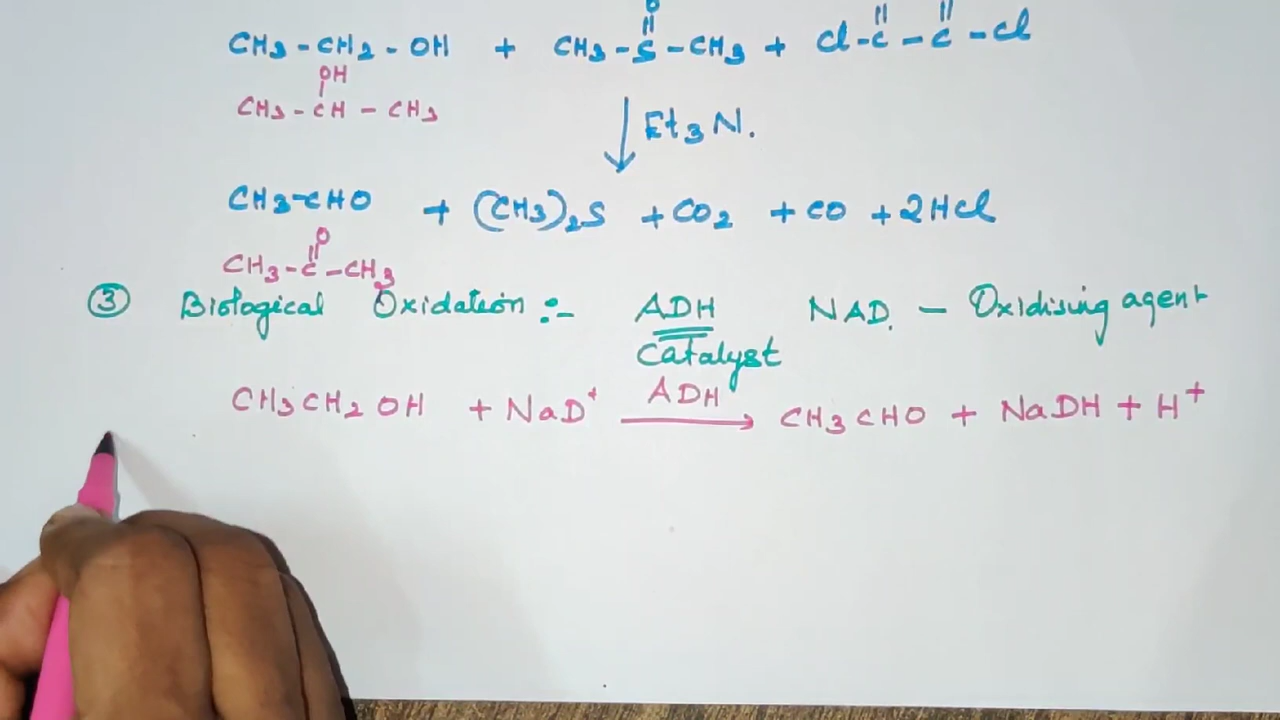 O
CH3 - CH2 - OH + CH3 - S - CH3 + Cl - C - C - Cl
OH
CH3 - CH - CH3
Et3N.
CH3-CHO + (CH3)2S + CO2 + CO + 2HCl
O
CH3 - C - CH3
③ Biological Oxidation :- ADH NAD. - Oxidising agent
Catalyst
CH3CH2OH + NaD+ ADH → CH3CHO + NaDH + H+